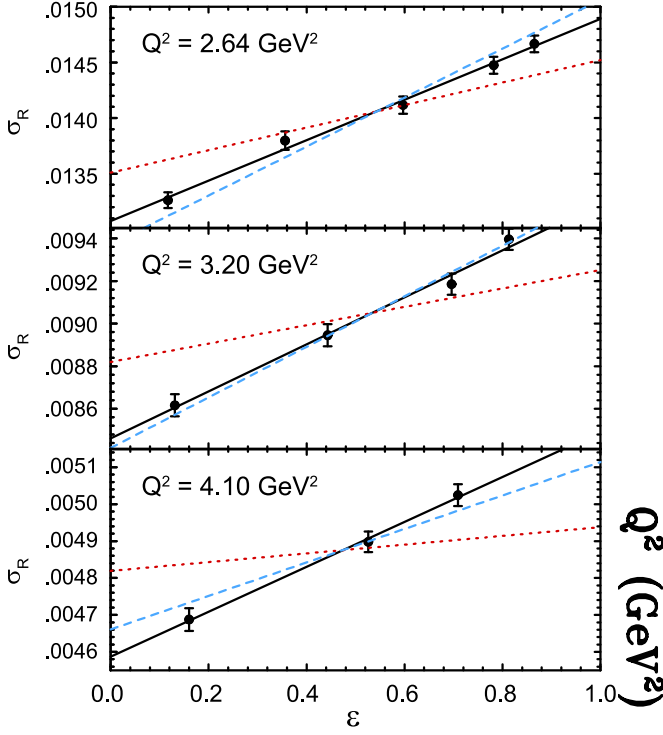 .0150
Q² = 2.64 GeV²
.0145
σR
.0140
.0135
.0094
Q² = 3.20 GeV²
.0092
σR
.0090
.0088
.0086
.0051
Q² = 4.10 GeV²
.0050
.0049
σR
.0048
.0047
.0046
0.0 0.2 0.4 0.6 0.8 1.0
ε
Q² (GeV²)